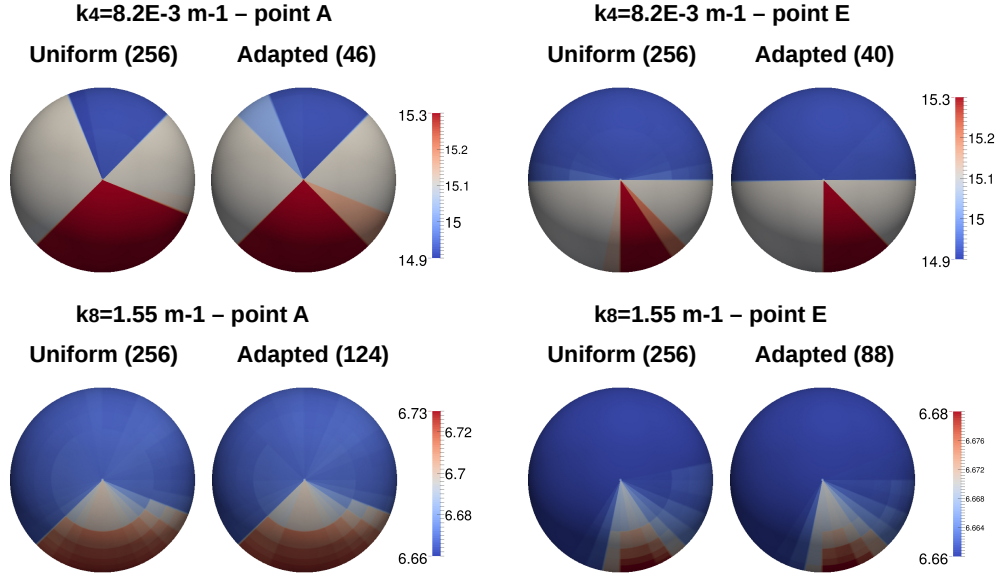 k4=8.2E-3 m-1 – point A
Uniform (256) Adapted (46)
15.3
15.2
15.1
15
14.9
k4=8.2E-3 m-1 – point E
Uniform (256) Adapted (40)
15.3
15.2
15.1
15
14.9
k8=1.55 m-1 – point A
Uniform (256) Adapted (124)
6.73
6.72
6.7
6.68
6.66
k8=1.55 m-1 – point E
Uniform (256) Adapted (88)
6.68
6.676
6.672
6.668
6.664
6.66